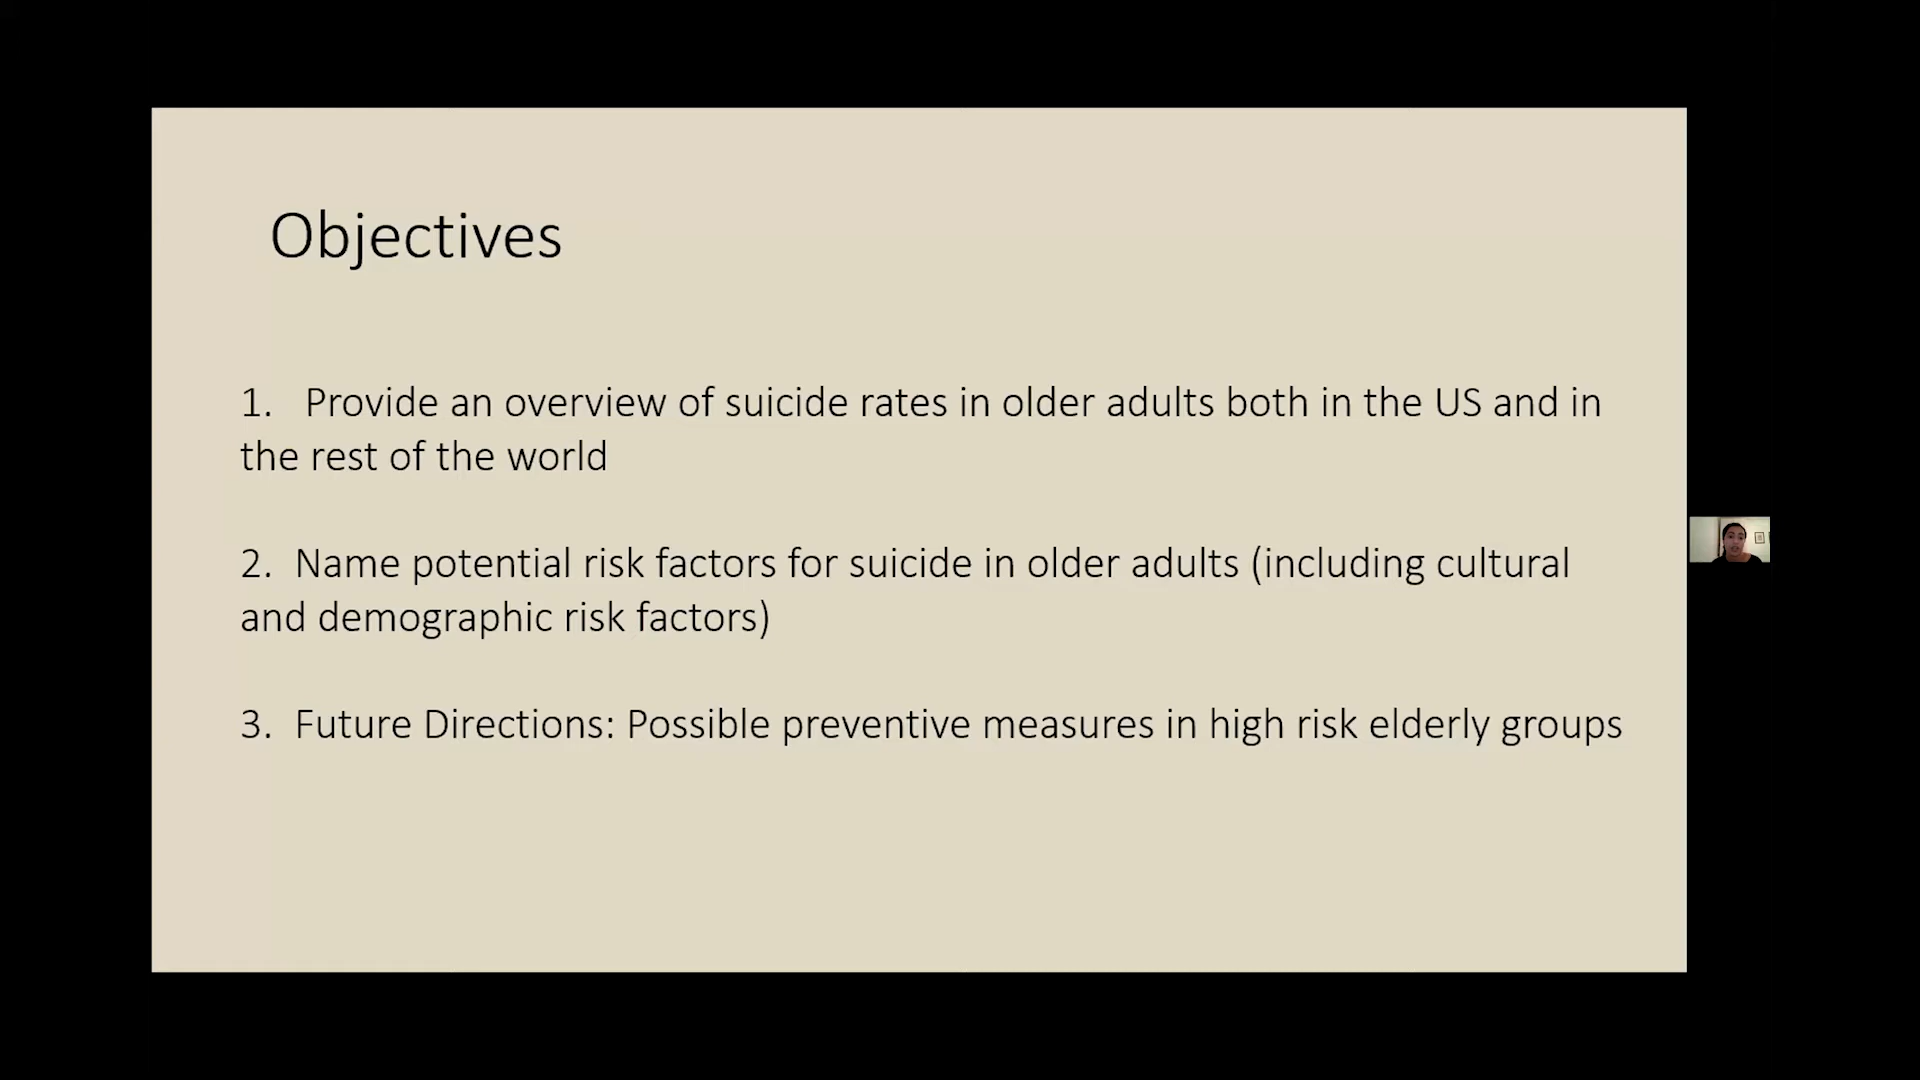 Objectives
1. Provide an overview of suicide rates in older adults both in the US and in
the rest of the world
2. Name potential risk factors for suicide in older adults (including cultural
and demographic risk factors)
3. Future Directions: Possible preventive measures in high risk elderly groups